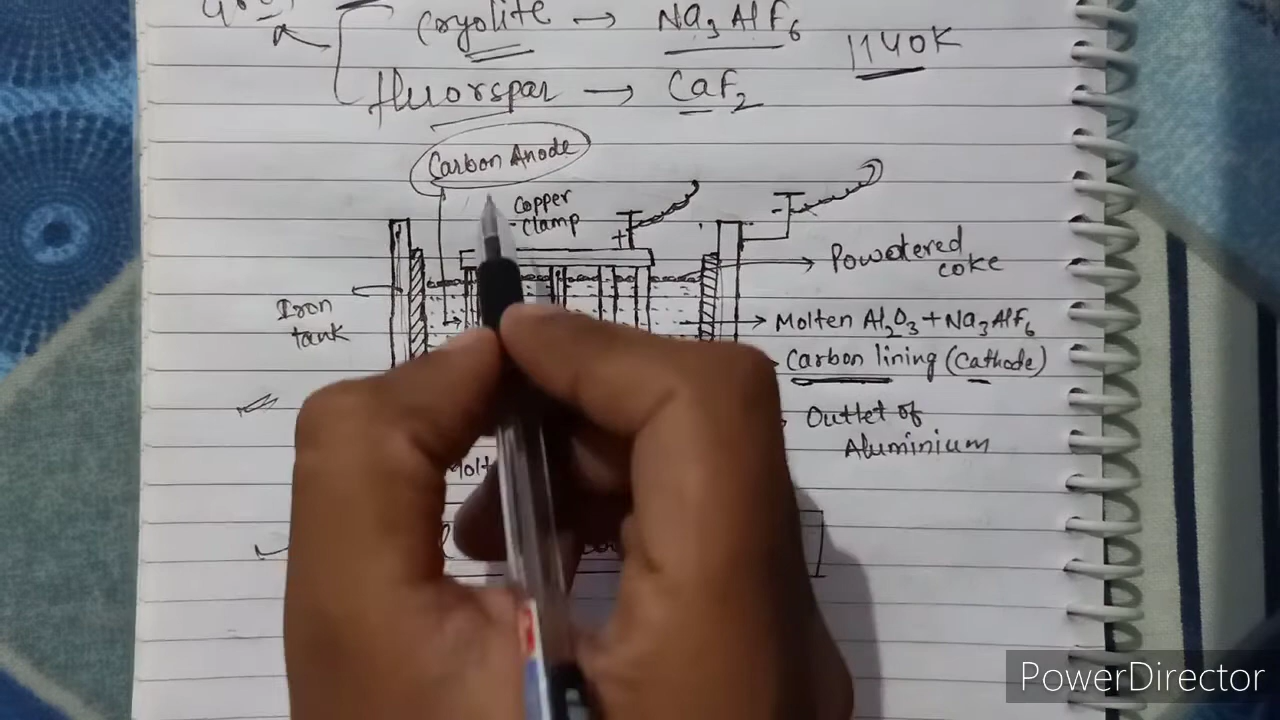 Cryolite → Na3AlF6
1140K
fluorspar → CaF2
Carbon Anode
Copper
clamp
+
-
Powdered
coke
Iron
tank
Molten Al2O3 + Na3AlF6
Carbon lining (Cathode)
Outlet of
Aluminium
PowerDirector